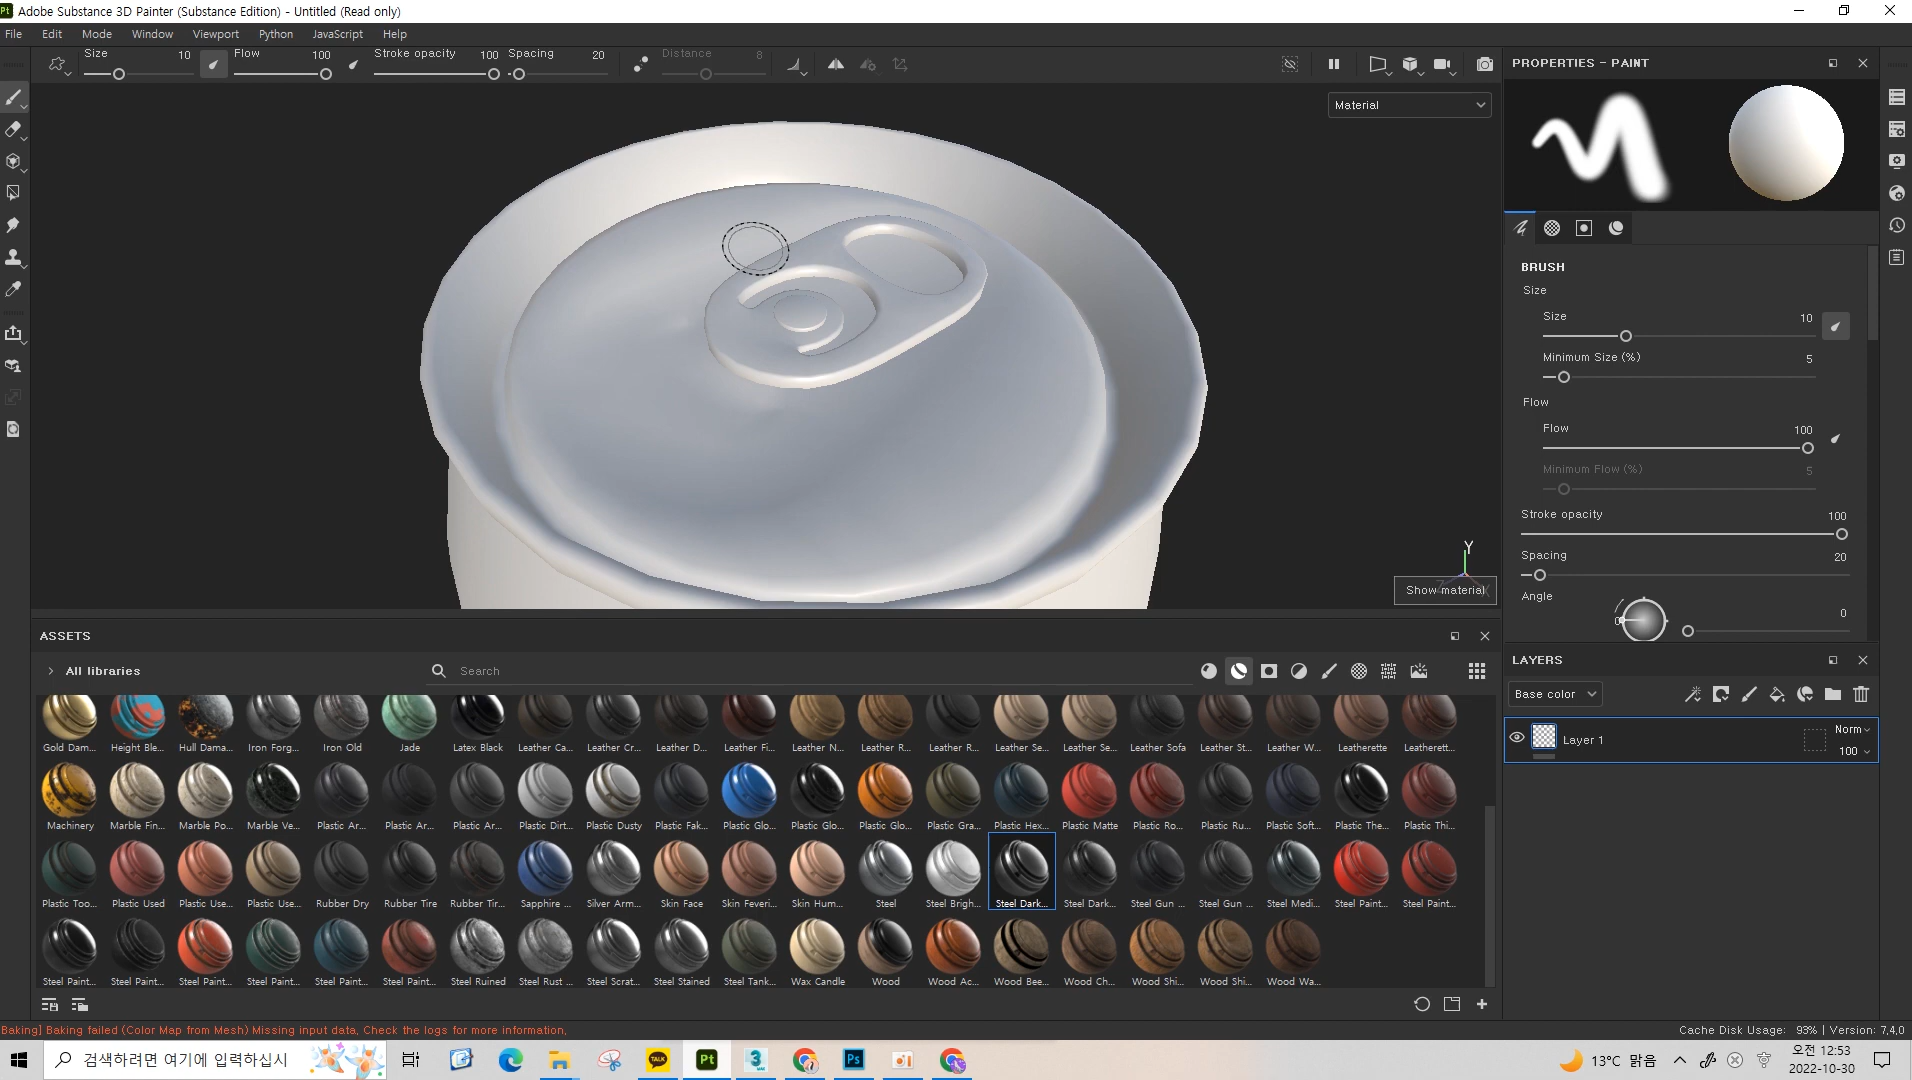 Pt Adobe Substance 3D Painter (Substance Edition) - Untitled (Read only)
File Edit Mode Window Viewport Python JavaScript Help
Size 10 Flow 100 Stroke opacity 100 Spacing 20 Distance 8
Material
Y
Show material
PROPERTIES - PAINT
BRUSH
Size
Size 10
Minimum Size (%) 5
Flow
Flow 100
Minimum Flow (%) 5
Stroke opacity 100
Spacing 20
Angle
0 0
LAYERS
Base color
Layer 1 Norm
100
ASSETS
All libraries Search
Gold Dam... Height Ble... Hull Dama... Iron Forg... Iron Old Jade Latex Black Leather Ca... Leather Cr... Leather D... Leather Fi... Leather N... Leather R... Leather R... Leather Se... Leather Se... Leather Sofa Leather St... Leather W... Leatherette Leatherett...
Machinery Marble Fin... Marble Po... Marble Ve... Plastic Ar... Plastic Ar... Plastic Ar... Plastic Dirt... Plastic Dusty Plastic Fak... Plastic Glo... Plastic Glo... Plastic Glo... Plastic Gra... Plastic Hex... Plastic Matte Plastic Ro... Plastic Ru... Plastic Soft... Plastic The... Plastic Thi...
Plastic Too... Plastic Used Plastic Use... Plastic Use... Rubber Dry Rubber Tire Rubber Tir... Sapphire ... Silver Arm... Skin Face Skin Feveri... Skin Hum... Steel Steel Brigh... Steel Dark... Steel Dark... Steel Gun ... Steel Gun ... Steel Medi... Steel Paint... Steel Paint...
Steel Paint... Steel Paint... Steel Paint... Steel Paint... Steel Paint... Steel Paint... Steel Ruined Steel Rust ... Steel Scrat... Steel Stained Steel Tank... Wax Candle Wood Wood Ac... Wood Bee... Wood Ch... Wood Shi... Wood Shi... Wood Wa...
Baking] Baking failed (Color Map from Mesh) Missing input data, Check the logs for more information,
Cache Disk Usage: 93% | Version: 7,4,0
검색하려면 여기에 입력하십시
TALK Pt 3 MAX Ps
13°C 맑음
오전 12:53
2022-10-30